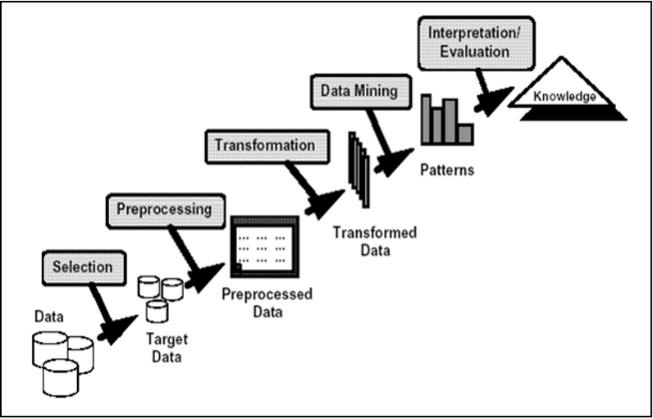 Interpretation/
Evaluation
Data Mining
Knowledge
Transformation
Patterns
Preprocessing
Transformed
Data
Selection
Preprocessed
Data
Data
Target
Data